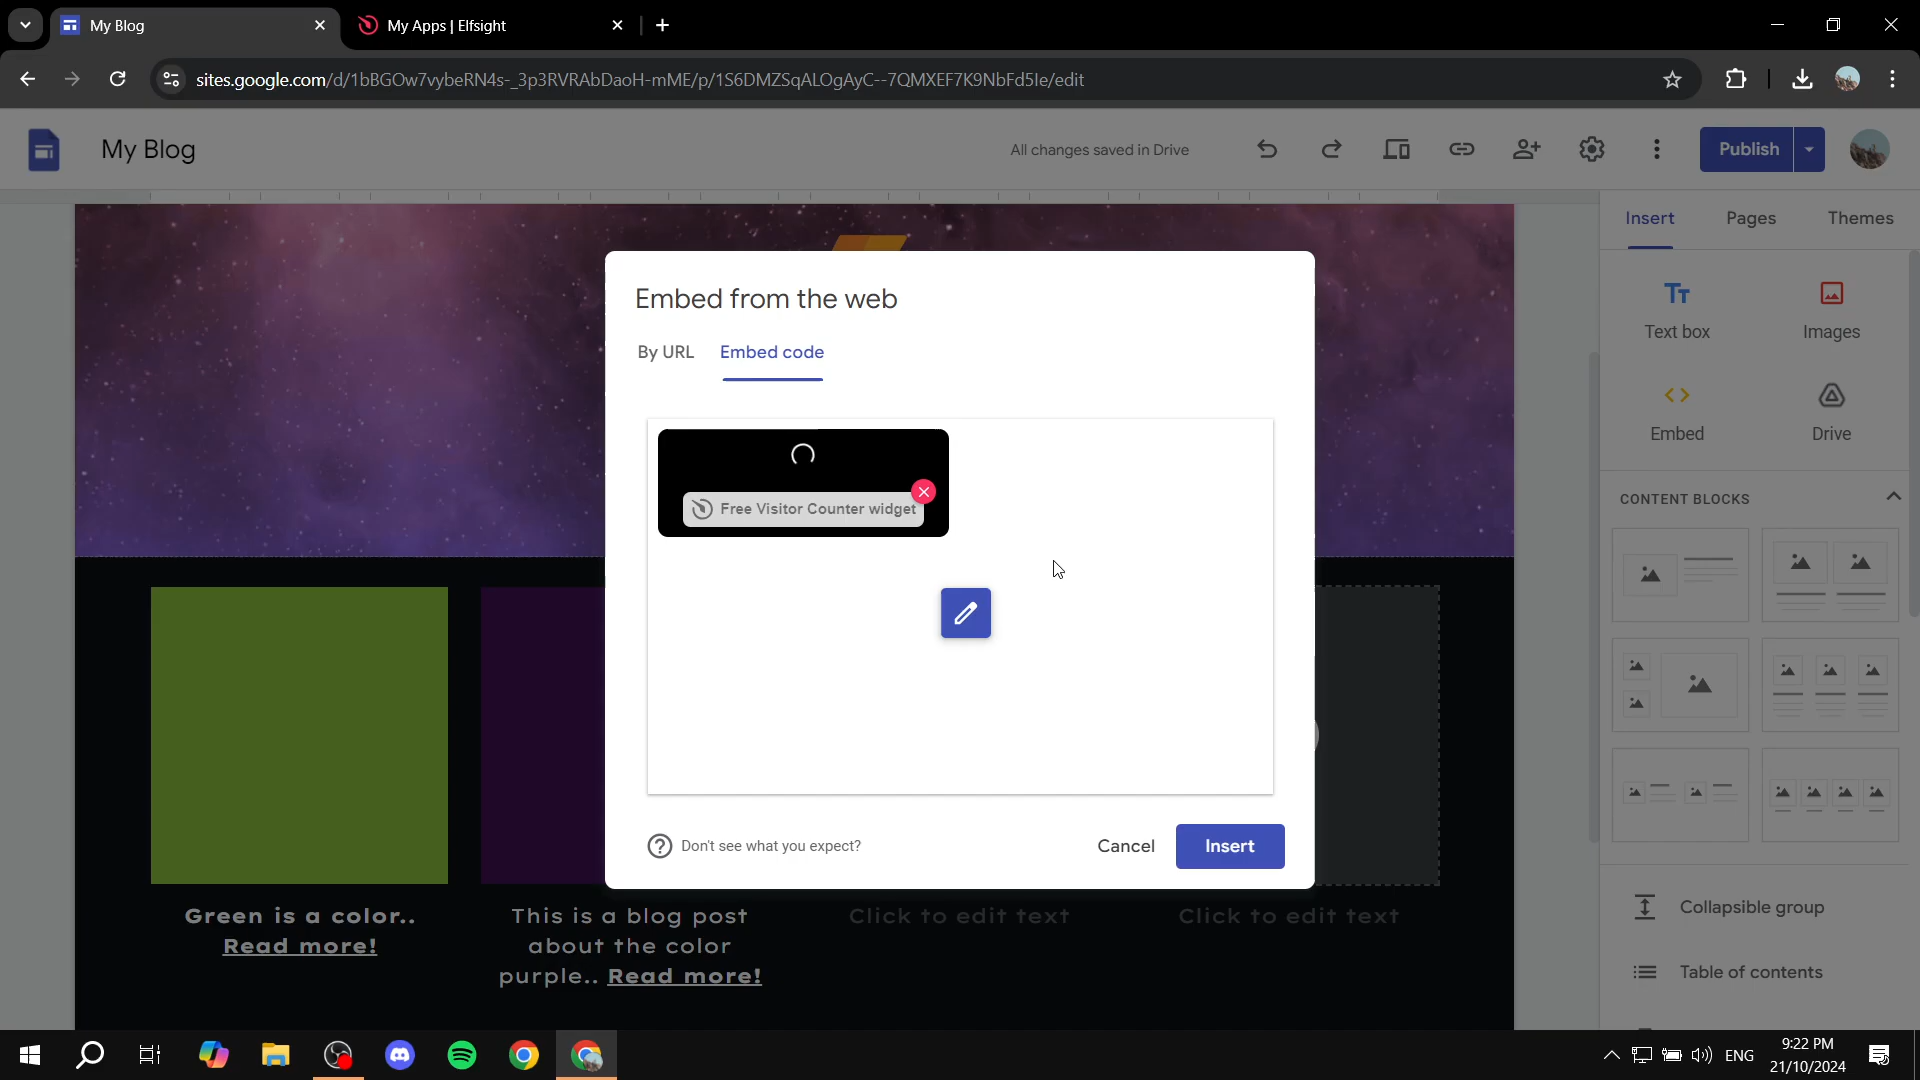 My Blog
My Apps | Elfsight
sites.google.com/d/1bBGOw7vybeRN4s-_3p3RVRAbDaoH-mME/p/1S6DMZSqALOgAyC--7QMXEF7K9NbFd5Ie/edit
My Blog
All changes saved in Drive
Publish
Insert
Pages
Themes
Embed from the web
By URL
Embed code
Text box
Images
Embed
Drive
CONTENT BLOCKS
Free Visitor Counter widget
Don't see what you expect?
Cancel
Insert
Green is a color..
Read more!
This is a blog post
about the color
purple.. Read more!
Click to edit text
Click to edit text
Collapsible group
Table of contents
ENG
9:22 PM
21/10/2024